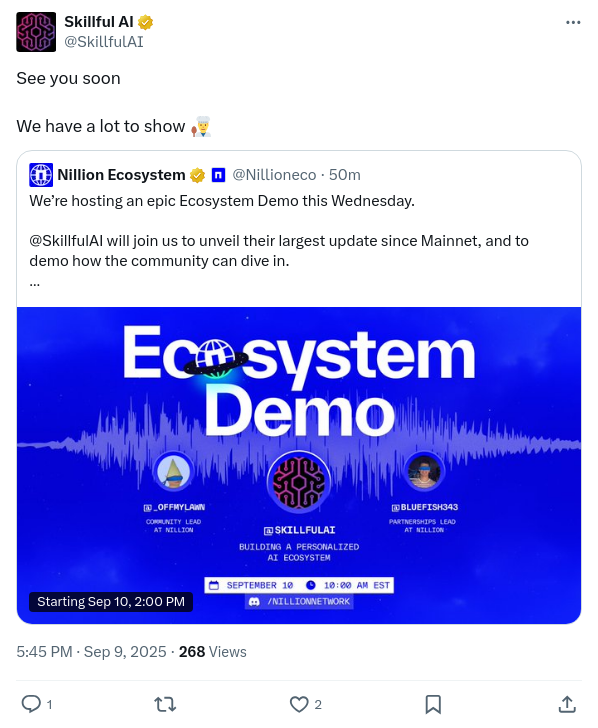 Skillful AI
@SkillfulAI
See you soon
We have a lot to show 👨‍🍳
Nillion Ecosystem @Nillioneco · 50m
We’re hosting an epic Ecosystem Demo this Wednesday.
@SkillfulAI will join us to unveil their largest update since Mainnet, and to
demo how the community can dive in.
...
Ecosystem
Demo
@_OFFMYLAWN
COMMUNITY LEAD
AT NILLION
@SKILLFULAI
BUILDING A PERSONALIZED
AI ECOSYSTEM
@BLUEFISH343
PARTNERSHIPS LEAD
AT NILLION
SEPTEMBER 10 10:00 AM EST
/NILLIONNETWORK
Starting Sep 10, 2:00 PM
5:45 PM · Sep 9, 2025 · 268 Views
1
2